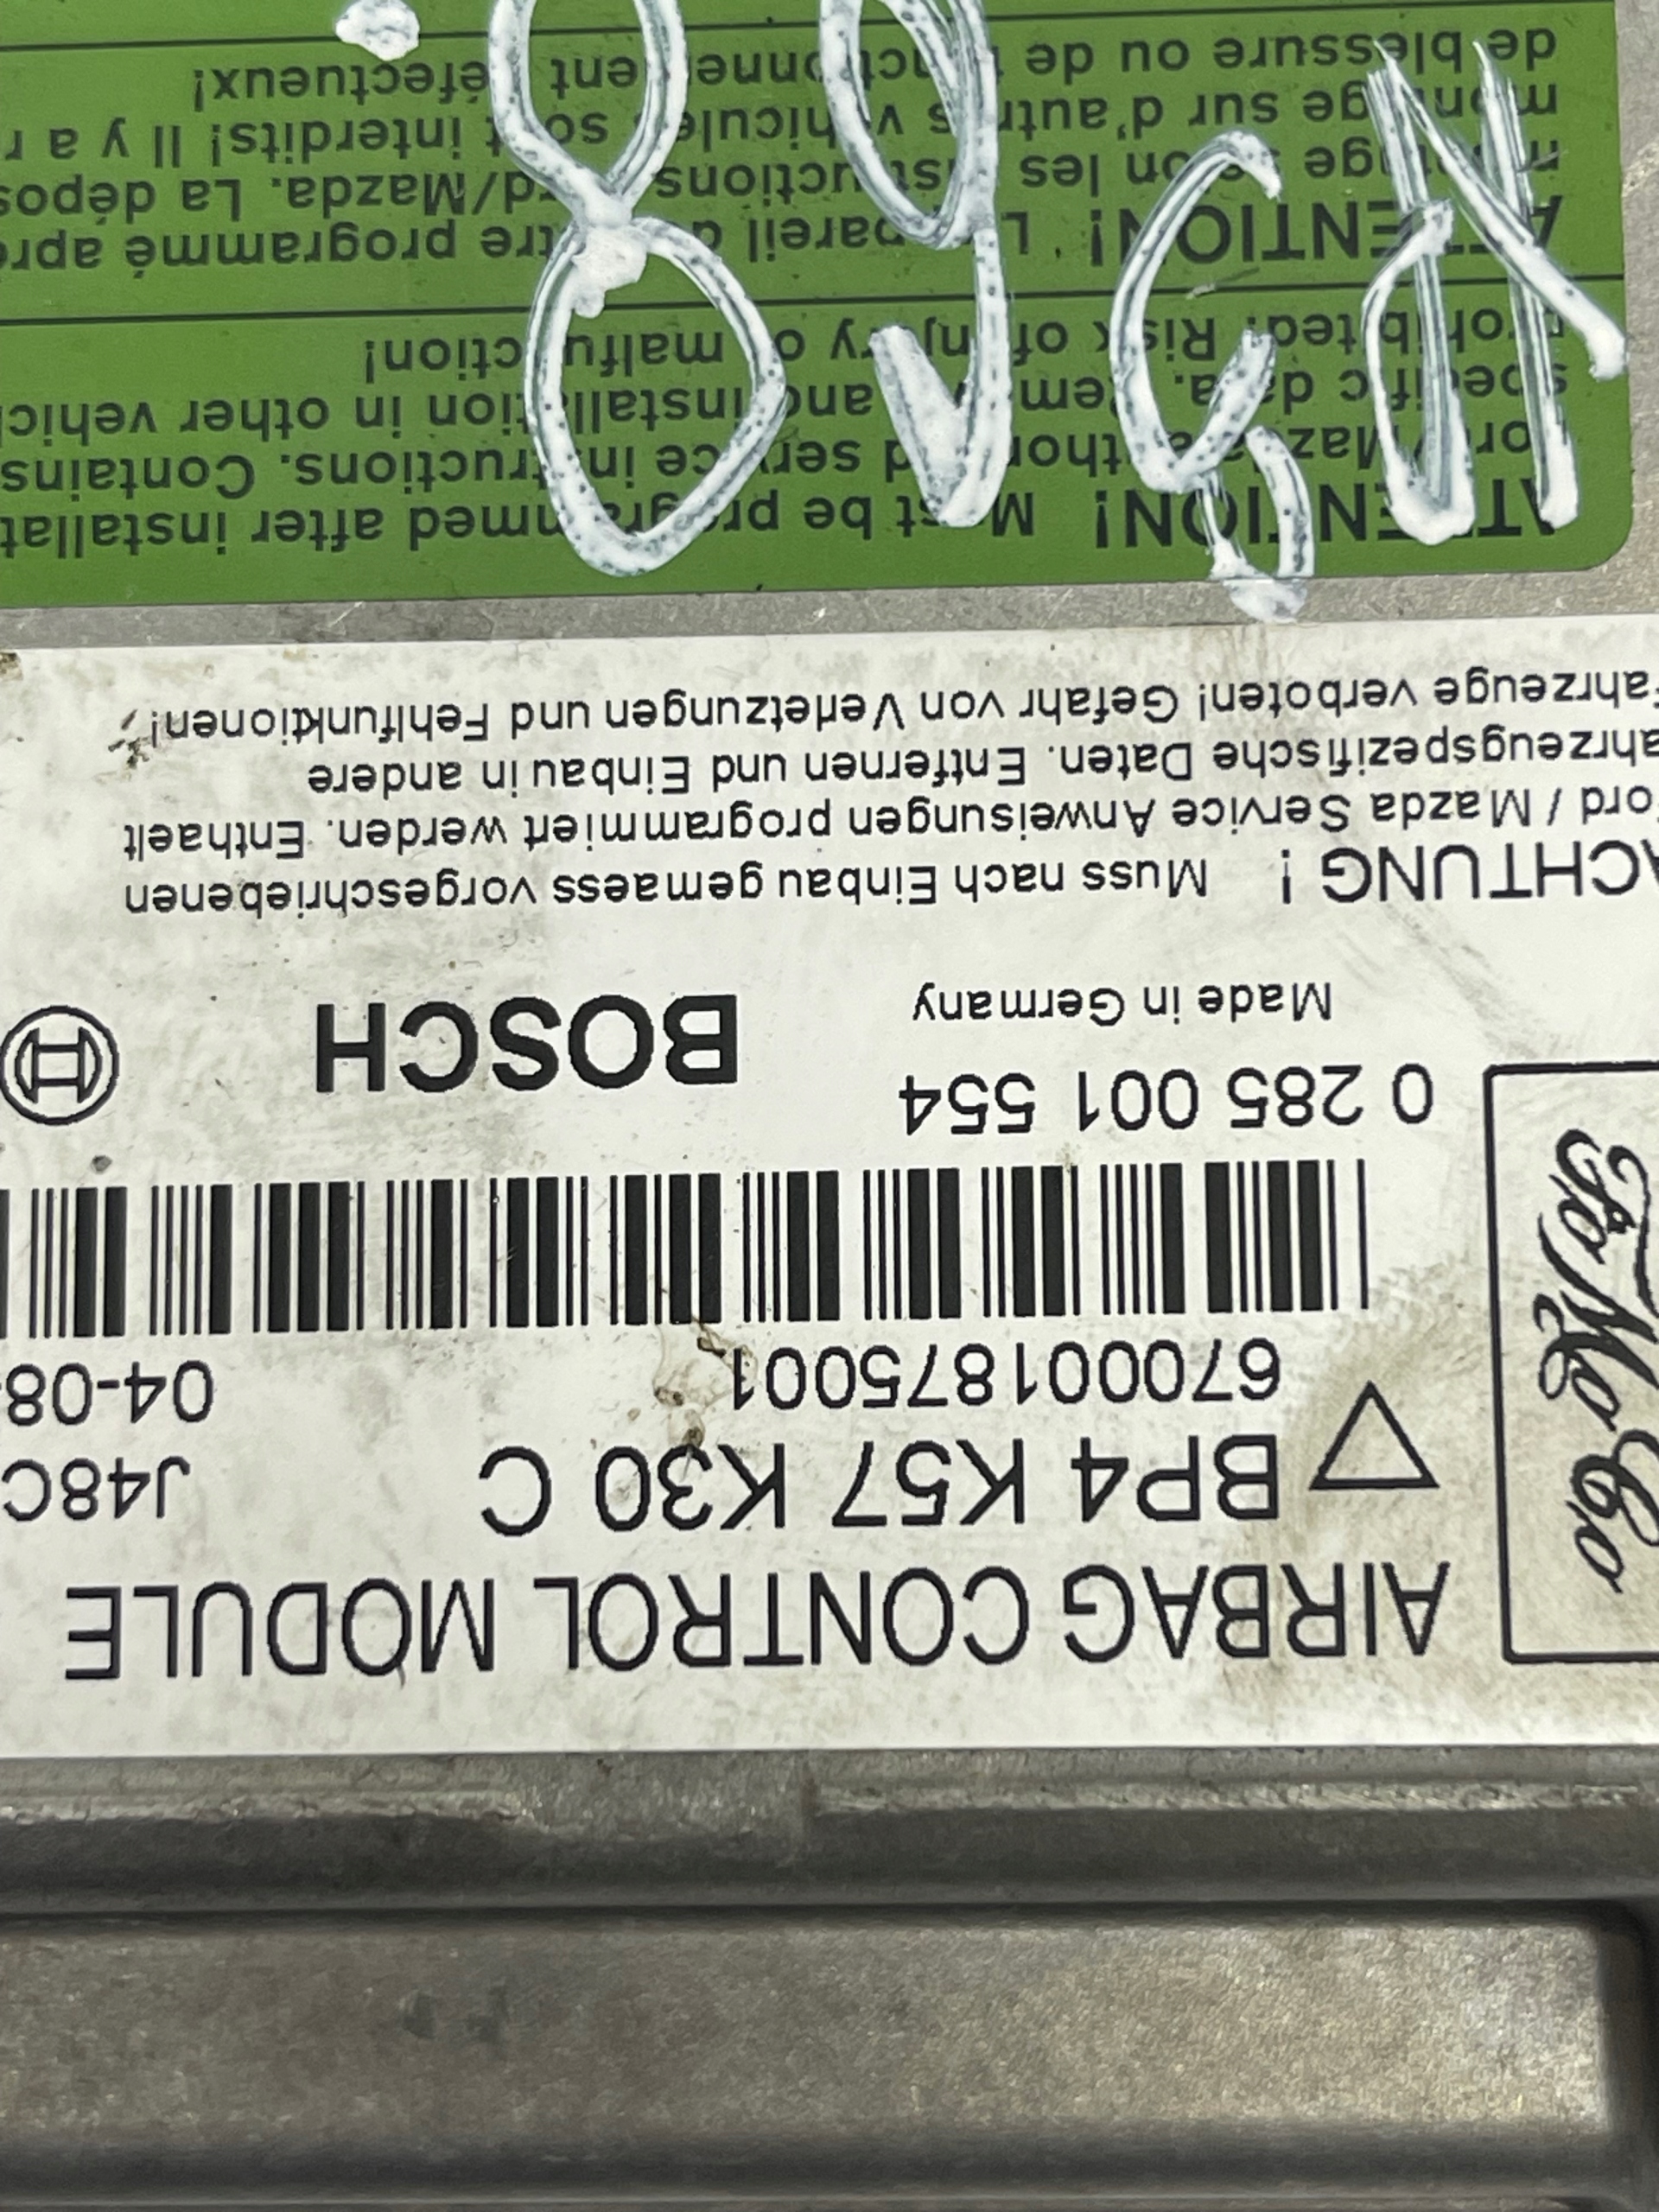 FoMoCo
AIRBAG CONTROL MODULE
BP4 K57 K30 C J48C
670001875001 04-08-
0 285 001 554 BOSCH
Made in Germany
ACHTUNG ! Muss nach Einbau gemaess vorgeschriebenen
Ford / Mazda Service Anweisungen programmiert werden. Enthaelt
fahrzeugspezifische Daten. Entfernen und Einbau in andere
Fahrzeuge verboten! Gefahr von Verletzungen und Fehlfunktionen!
ATTENTION! Must be programmed after installat
Ford/Mazda authorized service instructions. Contains
specific data. Removal and installation in other vehicl
prohibited! Risk of injury or malfunction!
ATTENTION! L'appareil doit être programmé aprè
montage selon les instructions Ford/Mazda. La dépos
montage sur d'autres véhicules sont interdits! Il y a r
de blessure ou de fonctionnement défectueux!